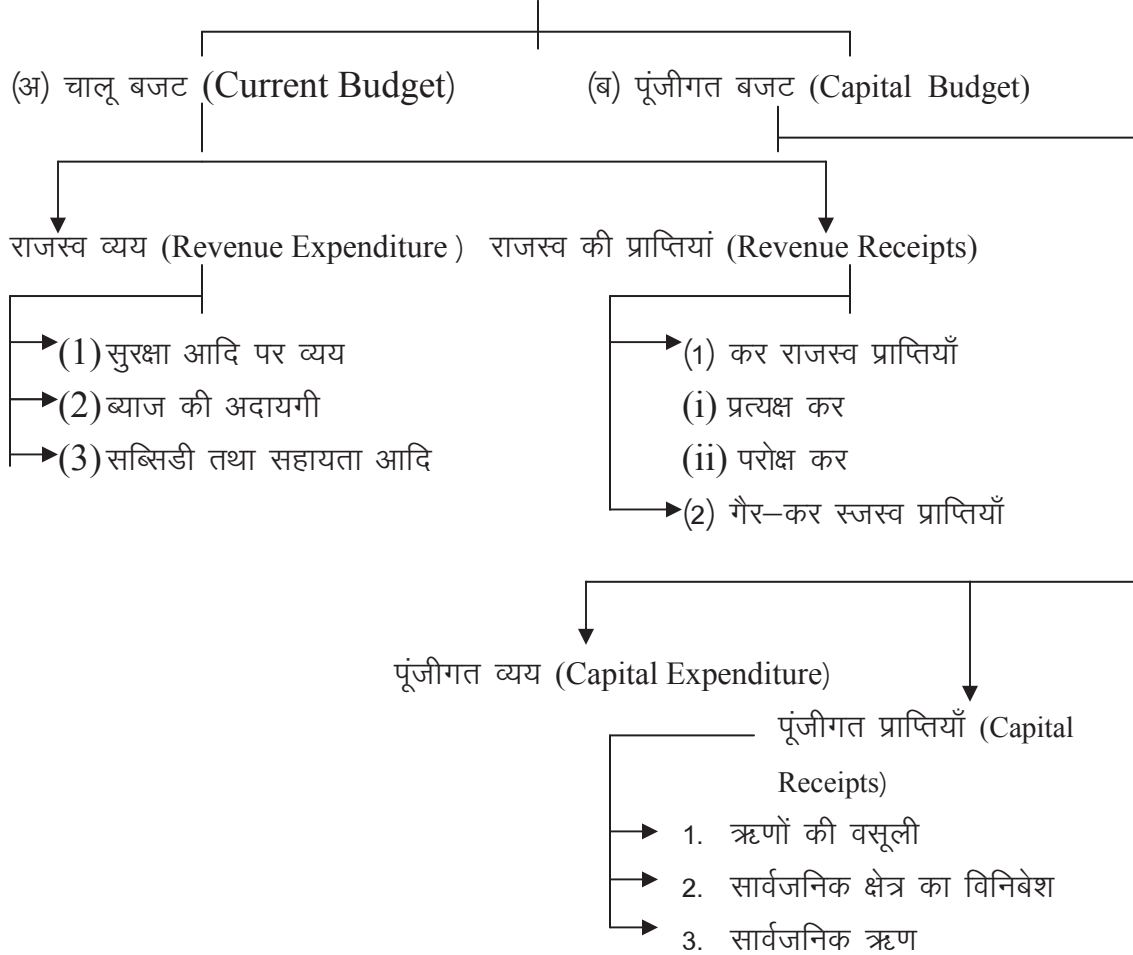 (अ) चालू बजट (Current Budget) (ब) पूंजीगत बजट (Capital Budget)
राजस्व व्यय (Revenue Expenditure) राजस्व की प्राप्तियां (Revenue Receipts)
(1) सुरक्षा आदि पर व्यय (1) कर राजस्व प्राप्तियाँ
(2) ब्याज की अदायगी (i) प्रत्यक्ष कर
(3) सब्सिडी तथा सहायता आदि (ii) परोक्ष कर
(2) गैर–कर स्जस्व प्राप्तियाँ
पूंजीगत व्यय (Capital Expenditure)
पूंजीगत प्राप्तियाँ (Capital
Receipts)
1. ऋणों की वसूली
2. सार्वजनिक क्षेत्र का विनिबेश
3. सार्वजनिक ऋण